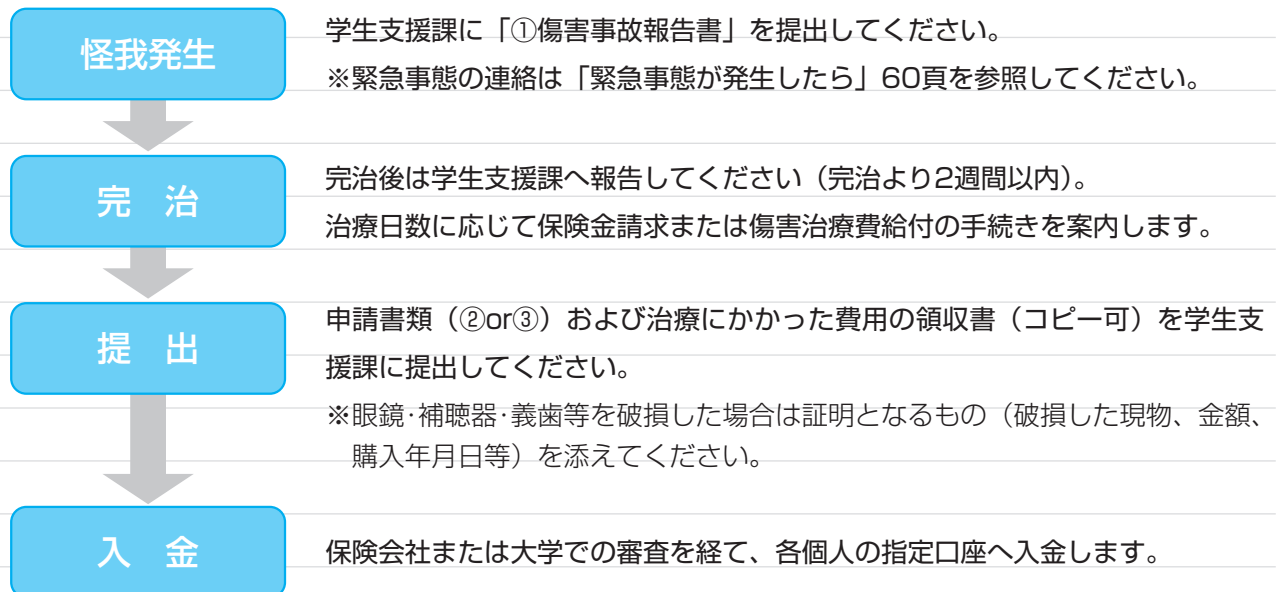 怪我発生
学生支援課に「①傷害事故報告書」を提出してください。
※緊急事態の連絡は「緊急事態が発生したら」60頁を参照してください。
完　治
完治後は学生支援課へ報告してください（完治より2週間以内）。
治療日数に応じて保険金請求または傷害治療費給付の手続きを案内します。
提　出
申請書類（②or③）および治療にかかった費用の領収書（コピー可）を学生支
援課に提出してください。
※眼鏡･補聴器･義歯等を破損した場合は証明となるもの（破損した現物、金額、
購入年月日等）を添えてください。
入　金
保険会社または大学での審査を経て、各個人の指定口座へ入金します。